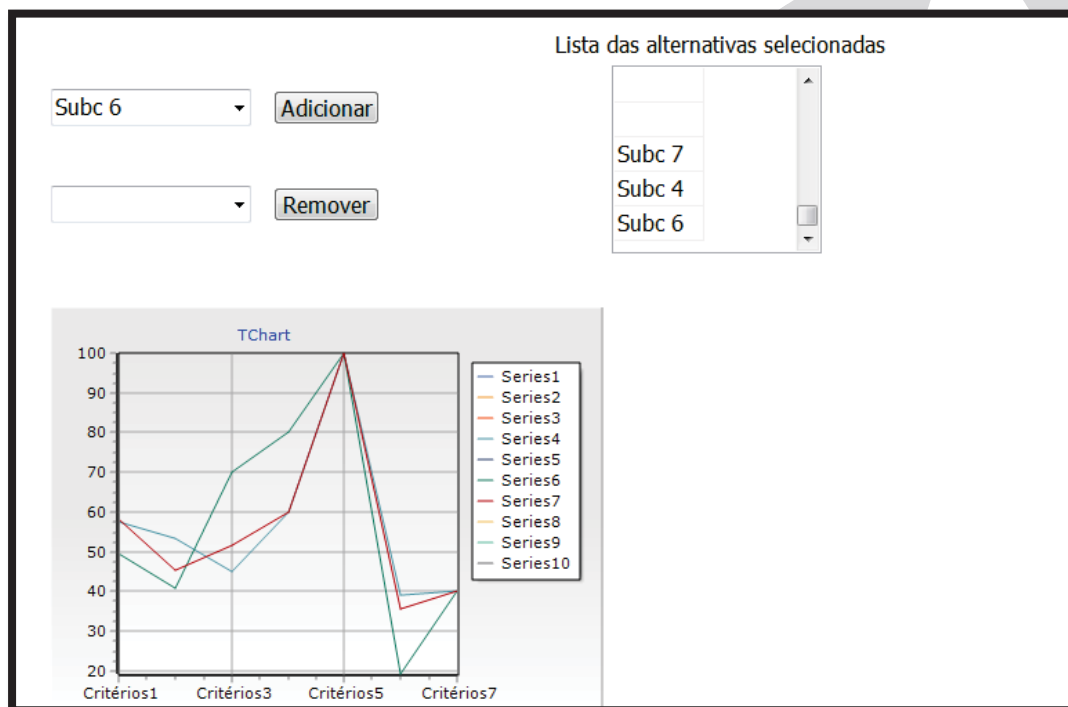 Lista das alternativas selecionadas
Subc 6
Adicionar
Remover
Subc 7
Subc 4
Subc 6
TChart
100
90
80
70
60
50
40
30
20
Critérios1
Critérios3
Critérios5
Critérios7
Series1
Series2
Series3
Series4
Series5
Series6
Series7
Series8
Series9
Series10